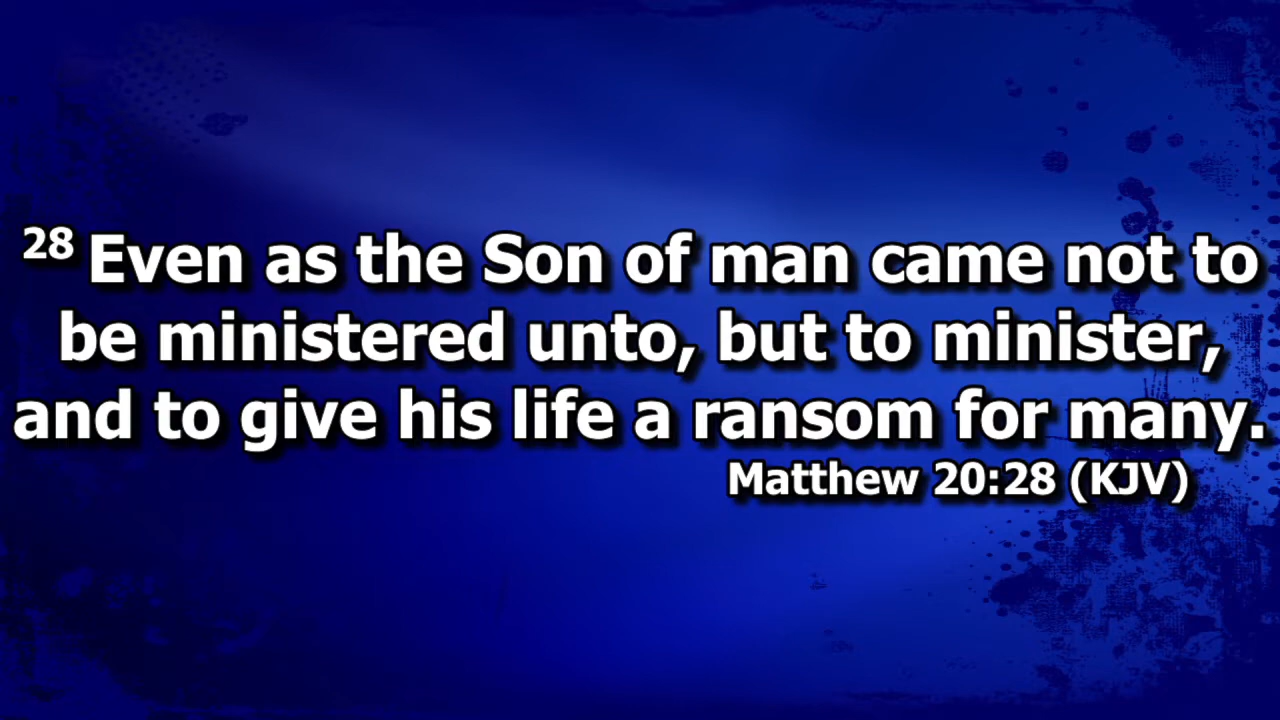 28 Even as the Son of man came not to
be ministered unto, but to minister,
and to give his life a ransom for many.
Matthew 20:28 (KJV)